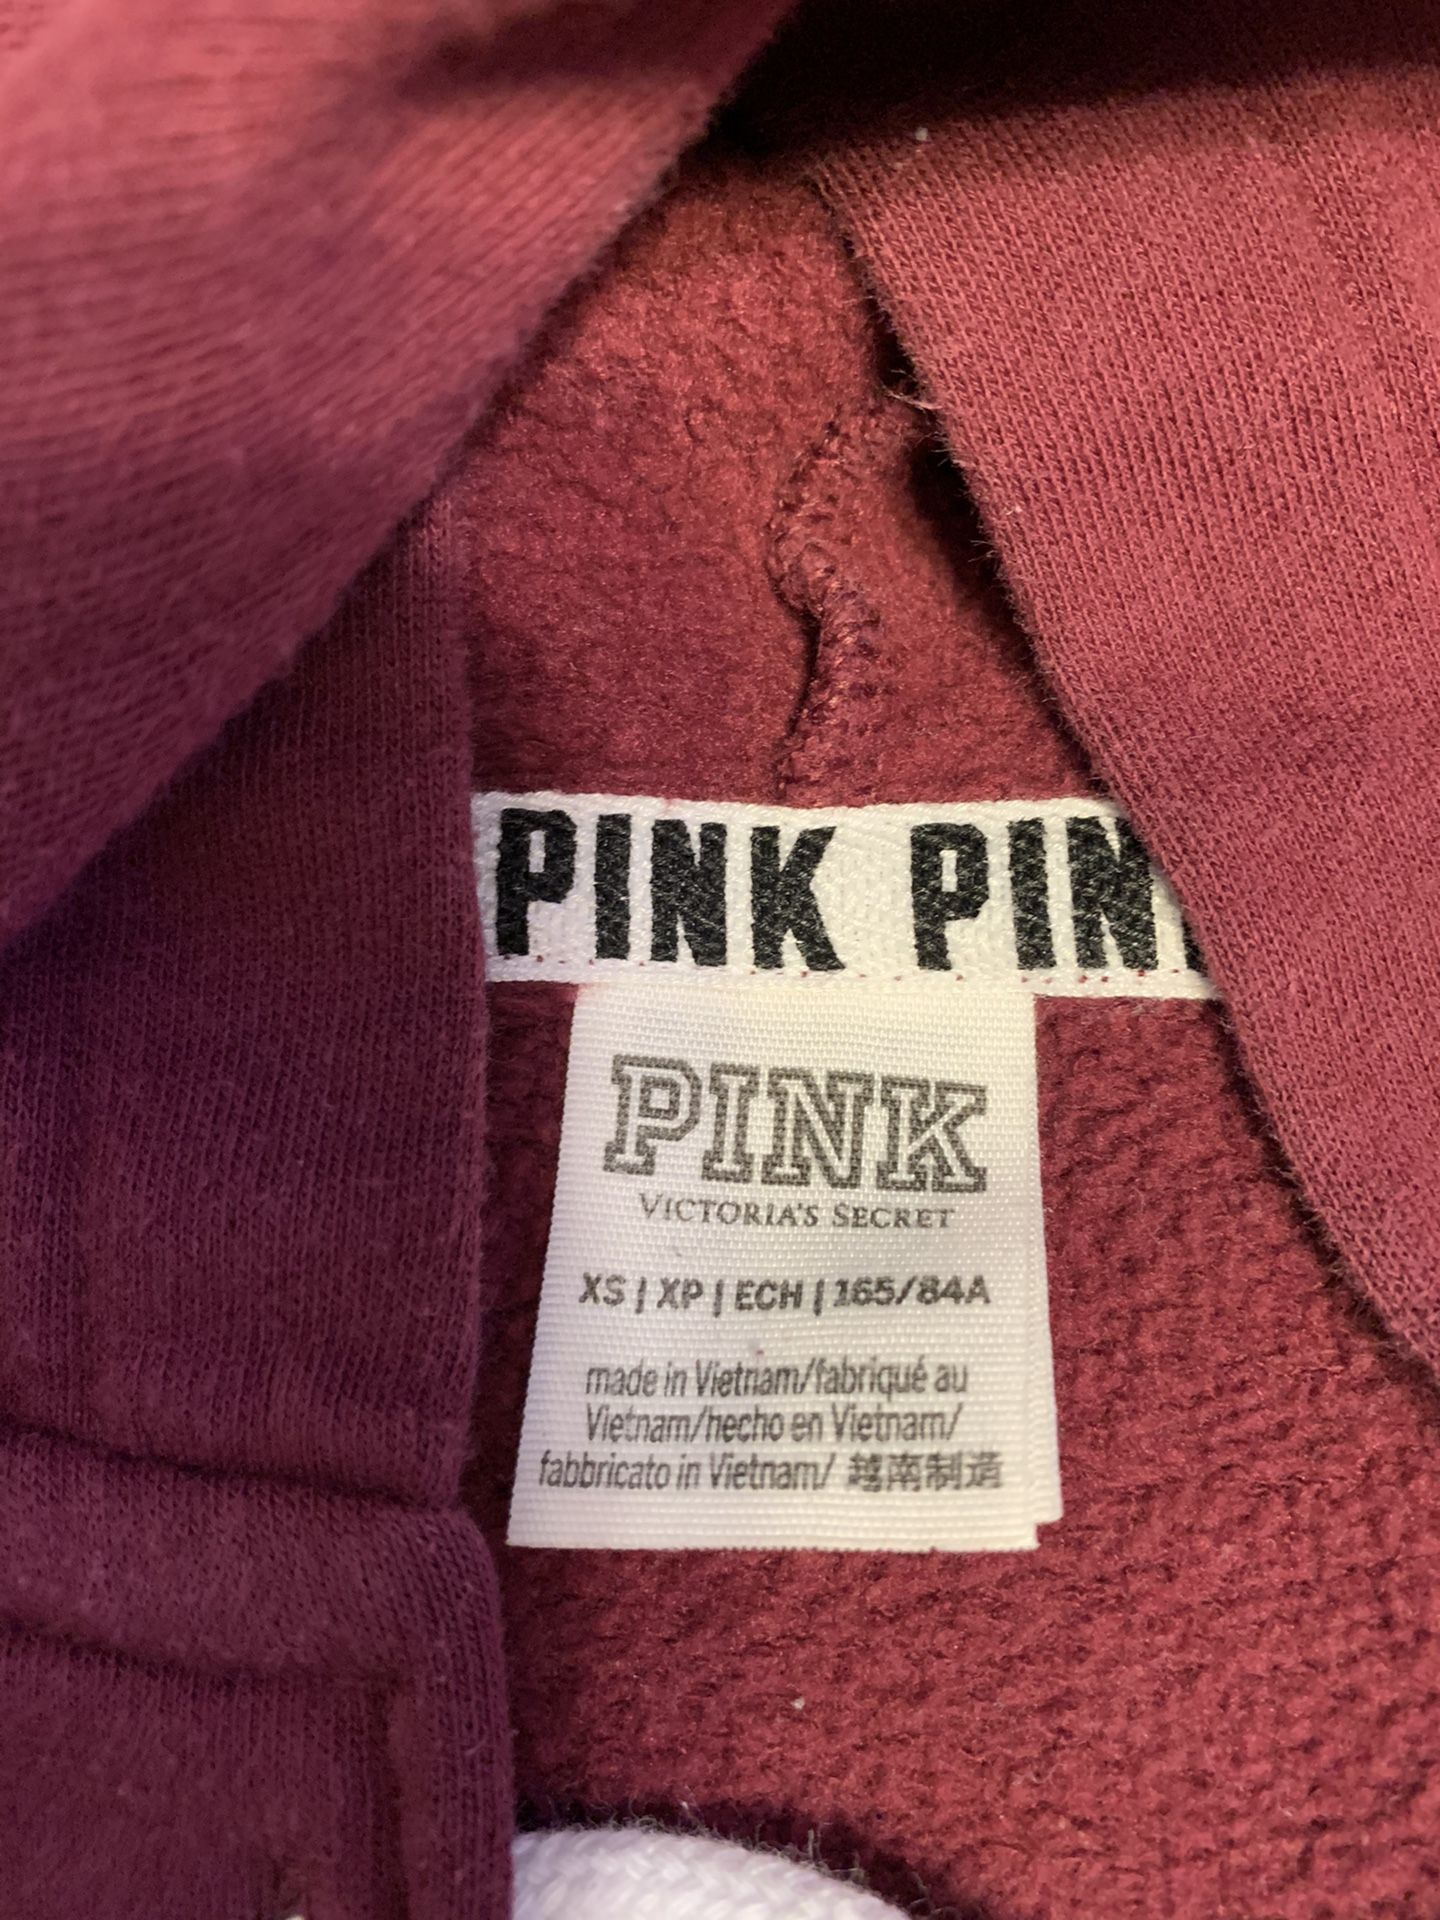 PINK PIN
PINK
VICTORIA'S SECRET
XS | XP | ECH | 165/84A
made in Vietnam/fabriqué au
Vietnam/hecho en Vietnam/
fabbricato in Vietnam/ 越南制造